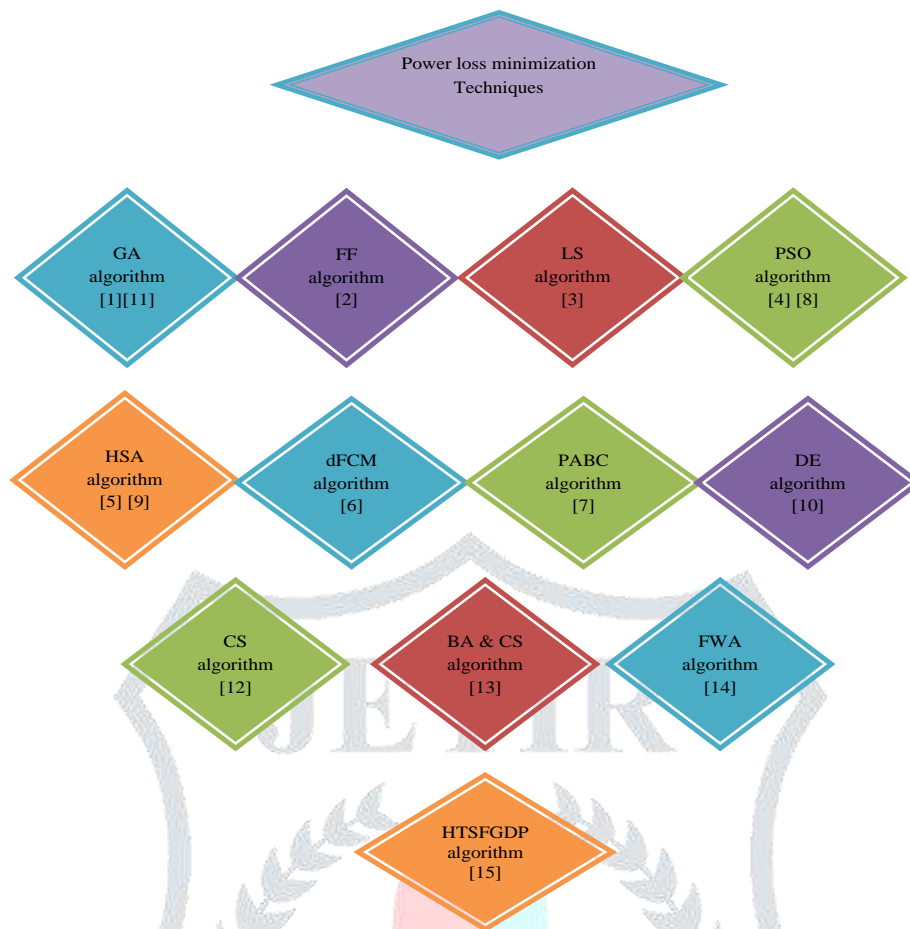 Power loss minimization
Techniques
GA
algorithm
[1][11]
FF
algorithm
[2]
LS
algorithm
[3]
PSO
algorithm
[4] [8]
HSA
algorithm
[5] [9]
dFCM
algorithm
[6]
PABC
algorithm
[7]
DE
algorithm
[10]
CS
algorithm
[12]
BA & CS
algorithm
[13]
FWA
algorithm
[14]
JETIR
HTSFGDP
algorithm
[15]